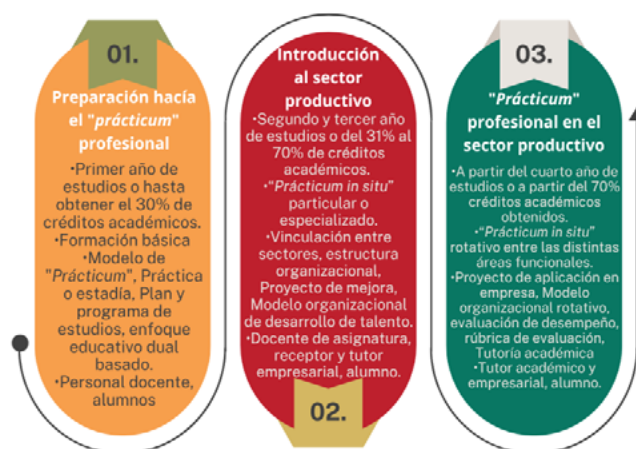 01.
Preparación hacía
el "prácticum"
profesional
•Primer año de
estudios o hasta
obtener el 30% de
créditos académicos.
•Formación básica
•Modelo de
"Prácticum", Práctica
o estadía, Plan y
programa de
estudios, enfoque
educativo dual
basado.
•Personal docente,
alumnos
Introducción
al sector
productivo
•Segundo y tercer año
de estudios o del 31% al
70% de créditos
académicos.
•“Prácticum in situ”
particular o
especializado.
•Vinculación entre
sectores, estructura
organizacional,
Proyecto de mejora,
Modelo organizacional
de desarrollo de talento.
•Docente de asignatura,
receptor y tutor
empresarial, alumno.
02.
03.
"Prácticum"
profesional en el
sector productivo
•A partir del cuarto año de
estudios o a partir del 70%
créditos académicos
obtenidos.
•“Prácticum in situ”
rotativo entre las distintas
áreas funcionales.
•Proyecto de aplicación en
empresa, Modelo
organizacional rotativo,
evaluación de desempeño,
rúbrica de evaluación,
Tutoría académica
•Tutor académico y
empresarial, alumno.